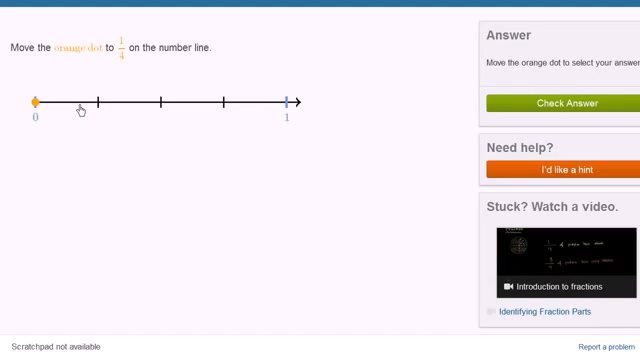 Move the orange dot to 1/4 on the number line.
0
1
Answer
Move the orange dot to select your answer
Check Answer
Need help?
I'd like a hint
Stuck? Watch a video.
Introduction to fractions
Identifying Fraction Parts
Scratchpad not available
Report a problem